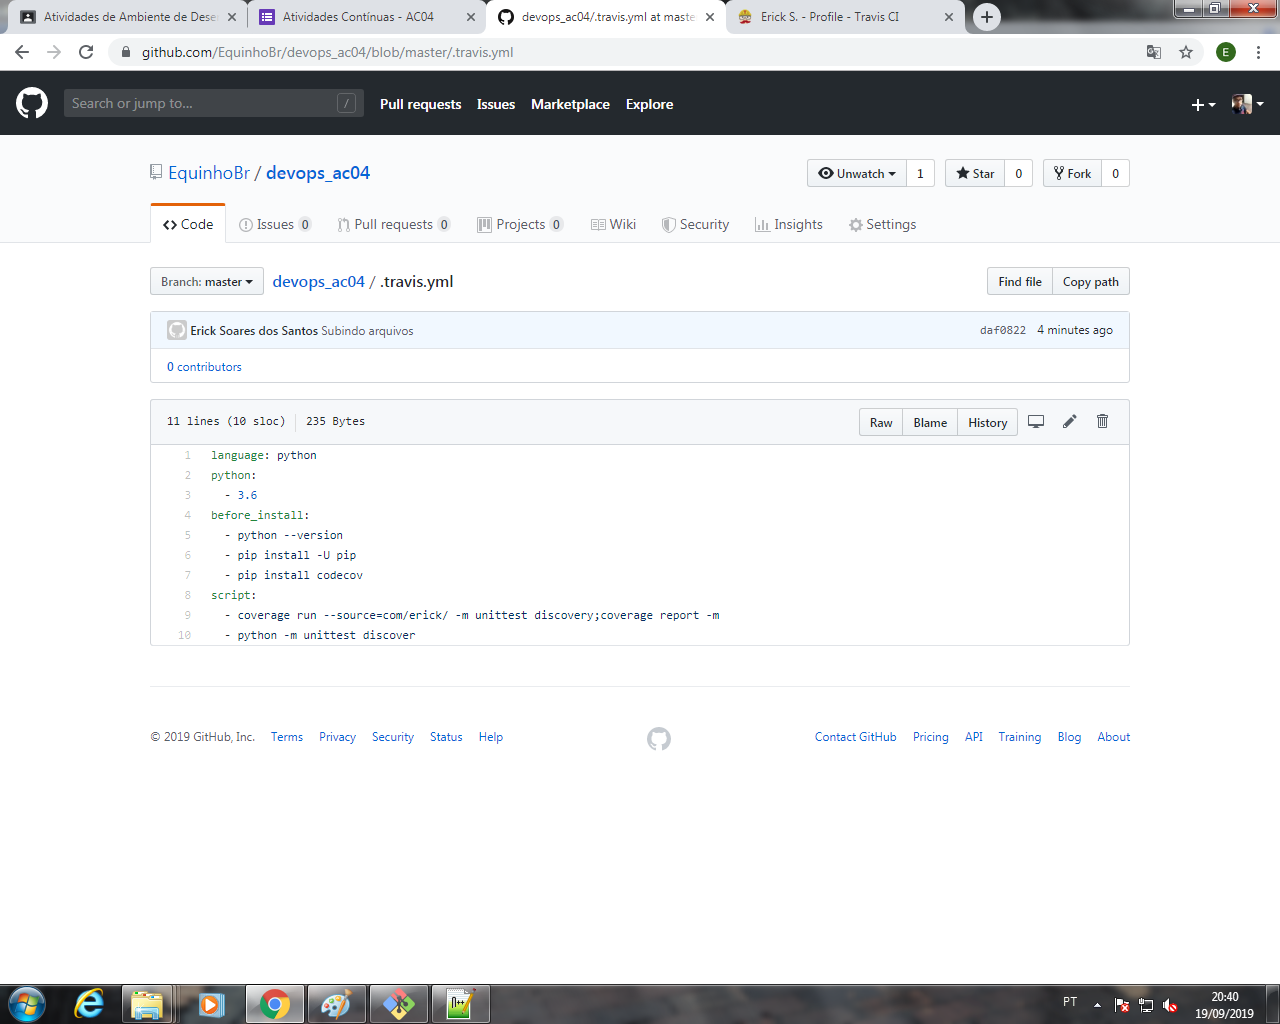 Atividades de Ambiente de Dese
Atividades Contínuas - AC04
devops_ac04/.travis.yml at maste
Erick S. - Profile - Travis CI
github.com/EquinhoBr/devops_ac04/blob/master/.travis.yml
E
Search or jump to... /
Pull requests Issues Marketplace Explore
EquinhoBr / devops_ac04
Unwatch 1 Star 0 Fork 0
Code Issues 0 Pull requests 0 Projects 0 Wiki Security Insights Settings
Branch: master devops_ac04 / .travis.yml Find file Copy path
Erick Soares dos Santos Subindo arquivos daf0822 4 minutes ago
0 contributors
11 lines (10 sloc) 235 Bytes Raw Blame History
1 language: python
2 python:
3 - 3.6
4 before_install:
5 - python --version
6 - pip install -U pip
7 - pip install codecov
8 script:
9 - coverage run --source=com/erick/ -m unittest discovery;coverage report -m
10 - python -m unittest discover
© 2019 GitHub, Inc. Terms Privacy Security Status Help Contact GitHub Pricing API Training Blog About
PT 20:40
19/09/2019